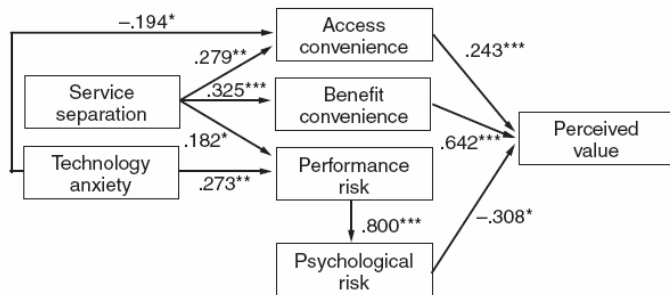 –.194*
Access
convenience
.279**
.243***
Service
separation
.325***
Benefit
convenience
.182*
.642***
Perceived
value
Technology
anxiety
.273**
Performance
risk
.800***
–.308*
Psychological
risk